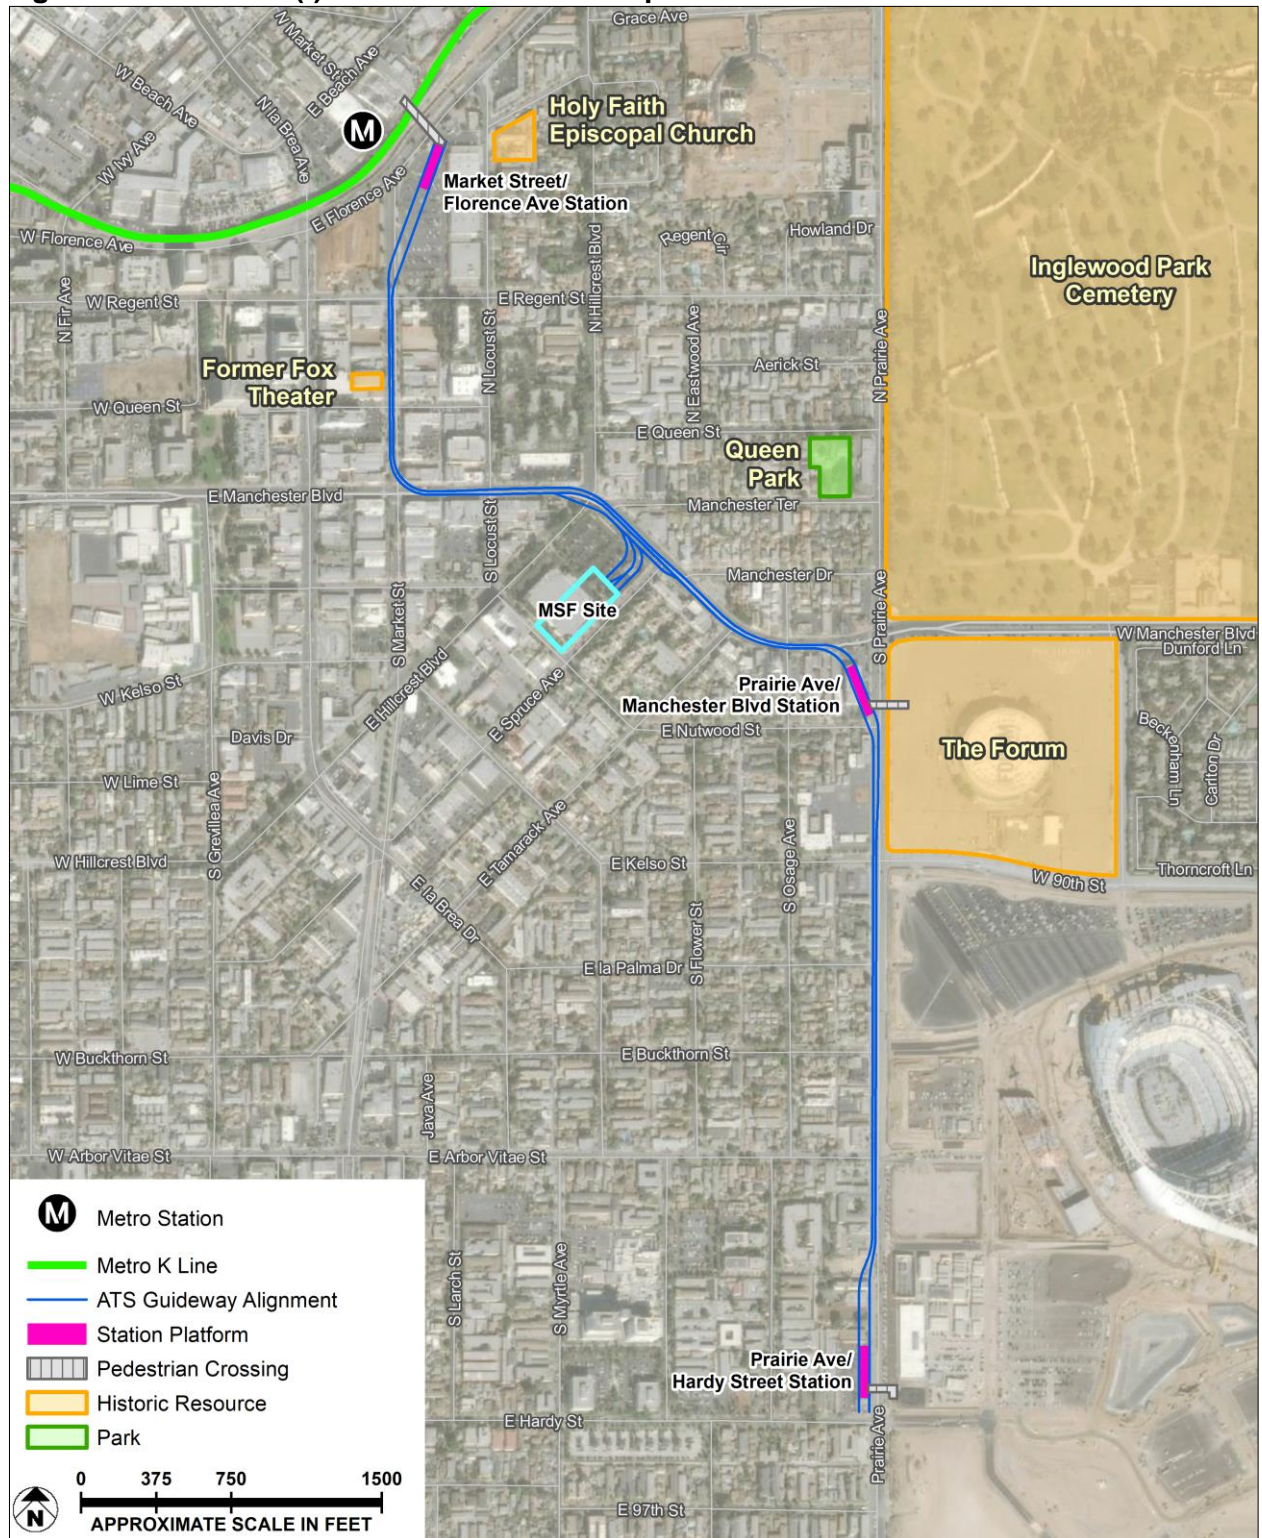 Grace Ave
N Market St
E Beach Ave
W Beach Ave
N la Brea Ave
W Ivy Ave
M
Holy Faith
Episcopal Church
E Florence Ave
Market Street/
Florence Ave Station
W Florence Ave
N Hillcrest Blvd
Regent Cir
Howland Dr
Inglewood Park
Cemetery
N Fir Ave
W Regent St
E Regent St
N Locust St
N Eastwood Ave
N Prairie Ave
Aerick St
Former Fox
Theater
W Queen St
E Queen St
Queen
Park
E Manchester Blvd
Manchester Ter
S Locust St
Manchester Dr
MSF Site
S Market St
S Prairie Ave
W Manchester Blvd
Dunford Ln
W Kelso St
E Hillcrest Blvd
E Spruce Ave
Prairie Ave/
Manchester Blvd Station
E Nutwood St
Davis Dr
The Forum
Beckenham Ln
Carlton Dr
W Lime St
S Grevillea Ave
E Tamarack Ave
S Osage Ave
W Hillcrest Blvd
E Kelso St
Thorncroft Ln
W 90th St
E la Brea Dr
S Flower St
E la Palma Dr
W Buckthorn St
E Buckthorn St
Java Ave
W Arbor Vitae St
E Arbor Vitae St
S Larch St
S Myrtle Ave
Prairie Ave/
Hardy Street Station
E Hardy St
Prairie Ave
E 97th St
M Metro Station
Metro K Line
ATS Guideway Alignment
Station Platform
Pedestrian Crossing
Historic Resource
Park
0 375 750 1500
N
APPROXIMATE SCALE IN FEET